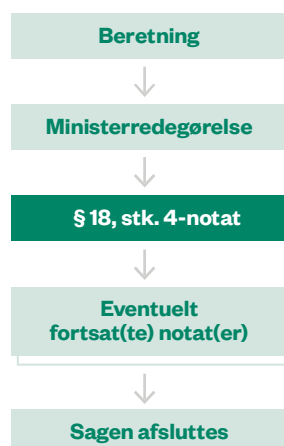 Beretning
Ministerredegørelse
§ 18, stk. 4-notat
Eventuelt
fortsat(te) notat(er)
Sagen afsluttes